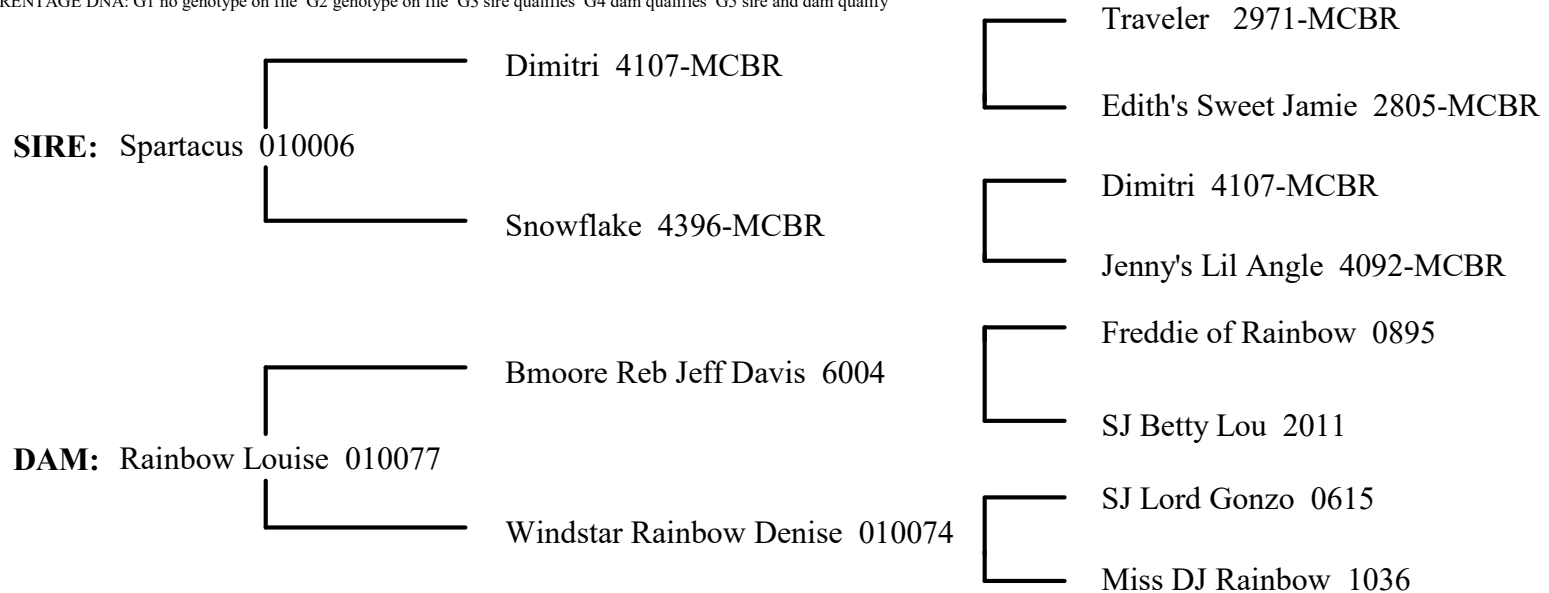 RENTAGE DNA: G1 no genotype on file G2 genotype on file G3 sire qualifies G4 dam qualifies G5 sire and dam qualify
Traveler 2971-MCBR
Dimitri 4107-MCBR
Edith's Sweet Jamie 2805-MCBR
SIRE: Spartacus 010006
Dimitri 4107-MCBR
Snowflake 4396-MCBR
Jenny's Lil Angle 4092-MCBR
Freddie of Rainbow 0895
Bmoore Reb Jeff Davis 6004
SJ Betty Lou 2011
DAM: Rainbow Louise 010077
SJ Lord Gonzo 0615
Windstar Rainbow Denise 010074
Miss DJ Rainbow 1036